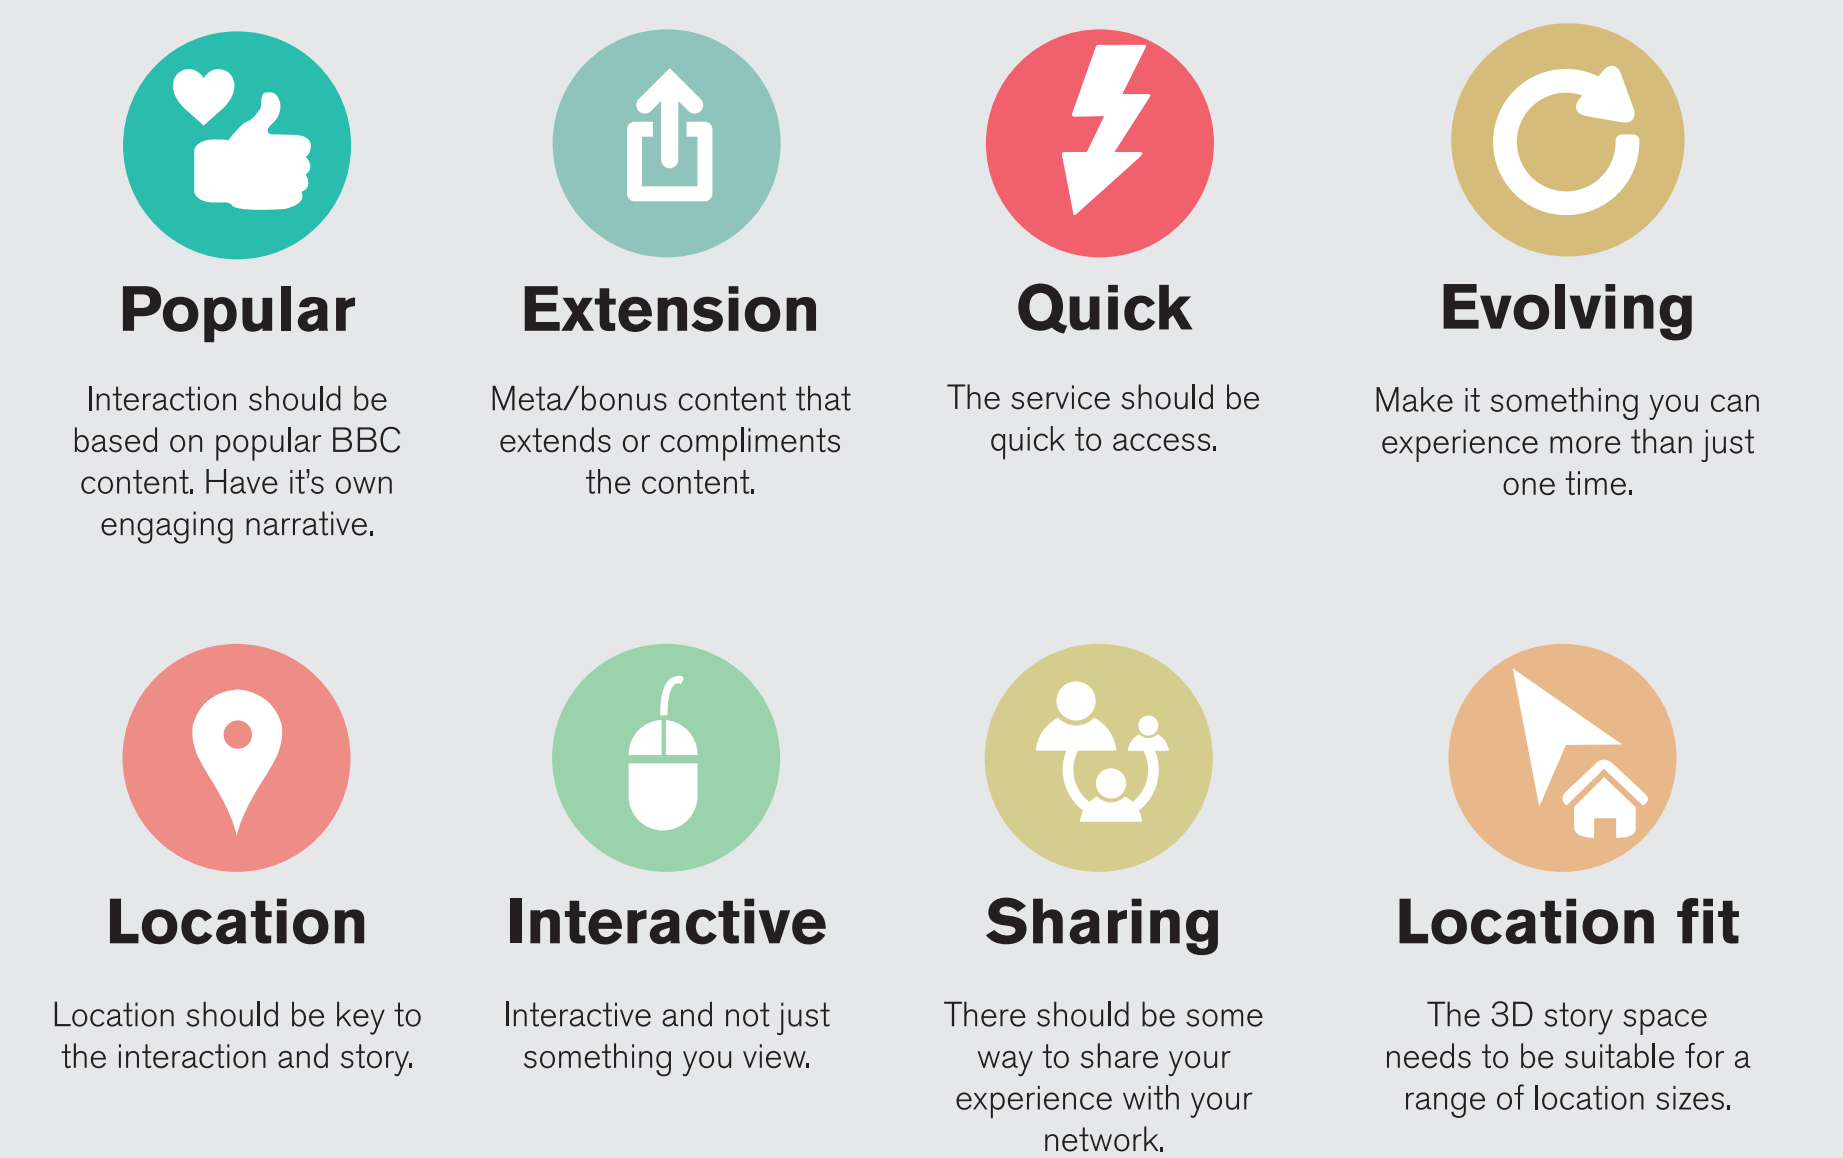 Popular
Interaction should be
based on popular BBC
content. Have it's own
engaging narrative.
Extension
Meta/bonus content that
extends or compliments
the content.
Quick
The service should be
quick to access.
Evolving
Make it something you can
experience more than just
one time.
Location
Location should be key to
the interaction and story.
Interactive
Interactive and not just
something you view.
Sharing
There should be some
way to share your
experience with your
network.
Location fit
The 3D story space
needs to be suitable for a
range of location sizes.